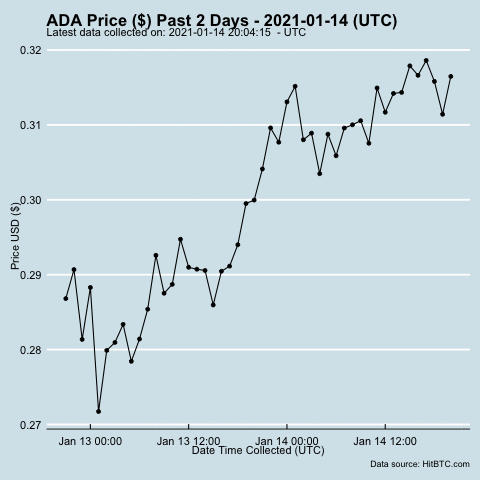 ADA Price ($) Past 2 Days - 2021-01-14 (UTC)
Latest data collected on: 2021-01-14 20:04:15 - UTC
0.32
0.31
0.30
Price USD ($)
0.29
0.28
0.27
Jan 13 00:00 Jan 13 12:00 Jan 14 00:00 Jan 14 12:00
Date Time Collected (UTC)
Data source: HitBTC.com